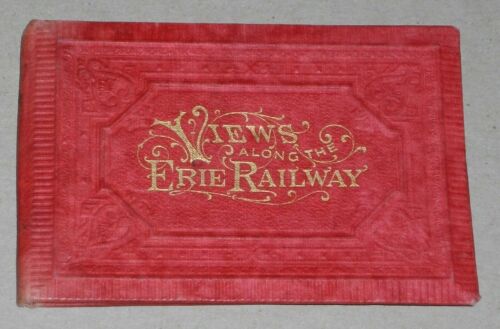 VIEWS
ALONG THE
ERIE RAILWAY